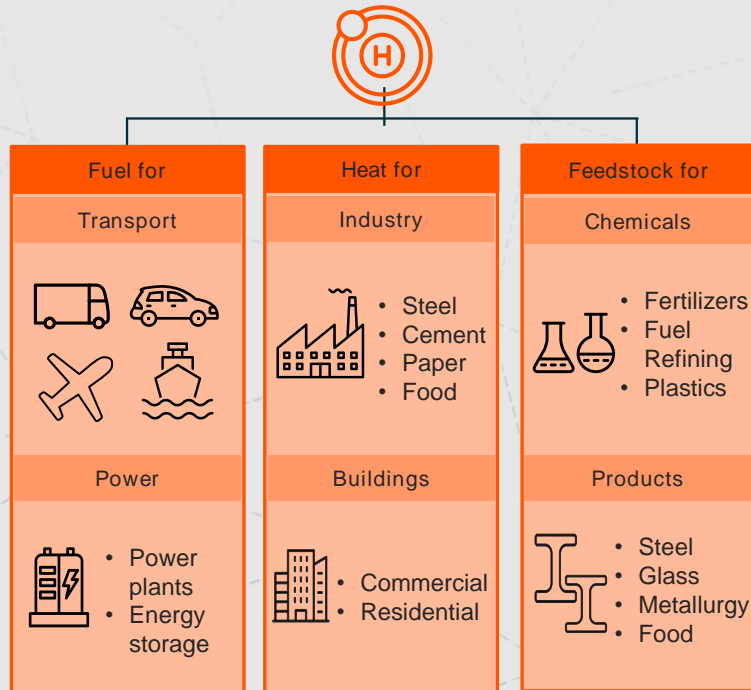 H
Fuel for
Transport
Power
• Power
plants
• Energy
storage
Heat for
Industry
• Steel
• Cement
• Paper
• Food
Buildings
• Commercial
• Residential
Feedstock for
Chemicals
• Fertilizers
• Fuel
Refining
• Plastics
Products
• Steel
• Glass
• Metallurgy
• Food